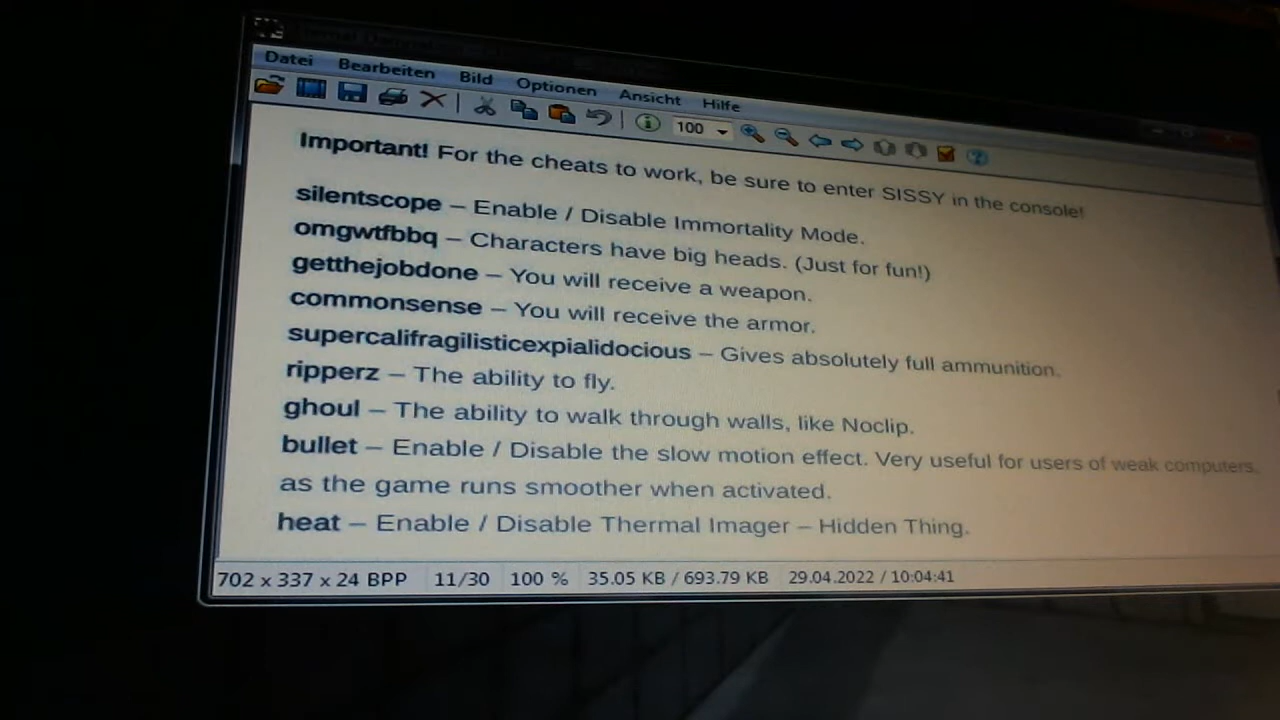 Datei Bearbeiten Bild Optionen Ansicht Hilfe
100
Important! For the cheats to work, be sure to enter SISSY in the console!
silentscope – Enable / Disable Immortality Mode.
omgwtfbbq – Characters have big heads. (Just for fun!)
getthejobdone – You will receive a weapon.
commonsense – You will receive the armor.
supercalifragilisticexpialidocious – Gives absolutely full ammunition.
ripperz – The ability to fly.
ghoul – The ability to walk through walls, like Noclip.
bullet – Enable / Disable the slow motion effect. Very useful for users of weak computers,
as the game runs smoother when activated.
heat – Enable / Disable Thermal Imager – Hidden Thing.
702 x 337 x 24 BPP 11/30 100 % 35.05 KB / 693.79 KB 29.04.2022 / 10:04:41